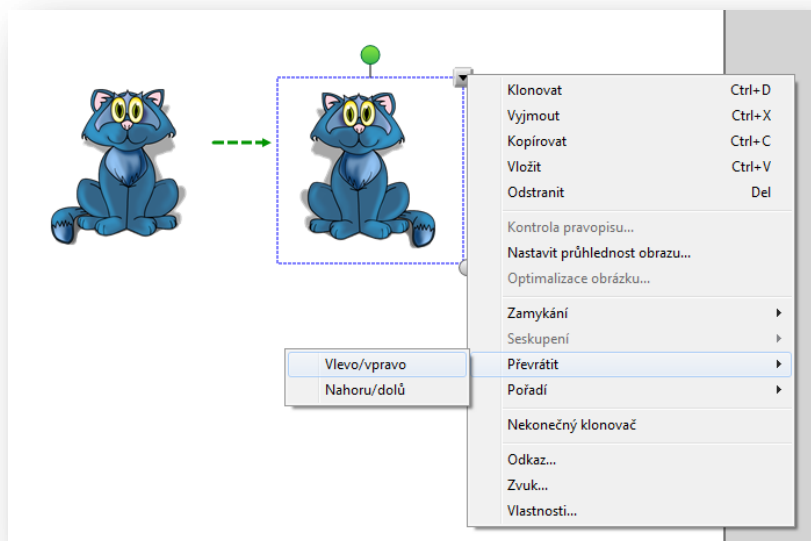 Klonovat Ctrl+D
Vyjmout Ctrl+X
Kopírovat Ctrl+C
Vložit Ctrl+V
Odstranit Del
Kontrola pravopisu...
Nastavit průhlednost obrazu...
Optimalizace obrázku...
Zamykání
Seskupení
Převrátit
Vlevo/vpravo
Nahoru/dolů
Pořadí
Nekonečný klonovač
Odkaz...
Zvuk...
Vlastnosti...